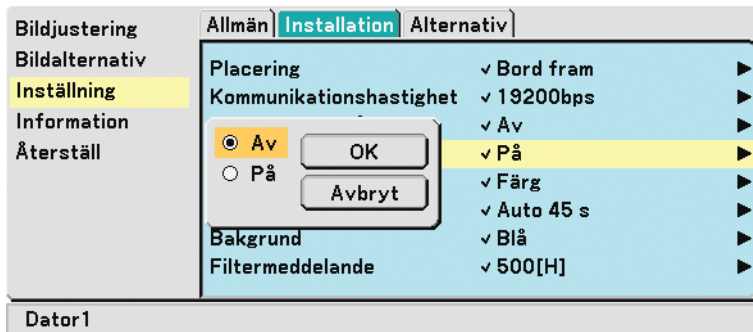 Bildjustering
Bildalternativ
Inställning
Information
Återställ
Allmän Installation Alternativ
Placering ✓ Bord fram
Kommunikationshastighet ✓ 19200bps
✓ Av
✓ På
✓ Färg
✓ Auto 45 s
Bakgrund ✓ Blå
Filtermeddelande ✓ 500[H]
Av
På
OK
Avbryt
Dator1